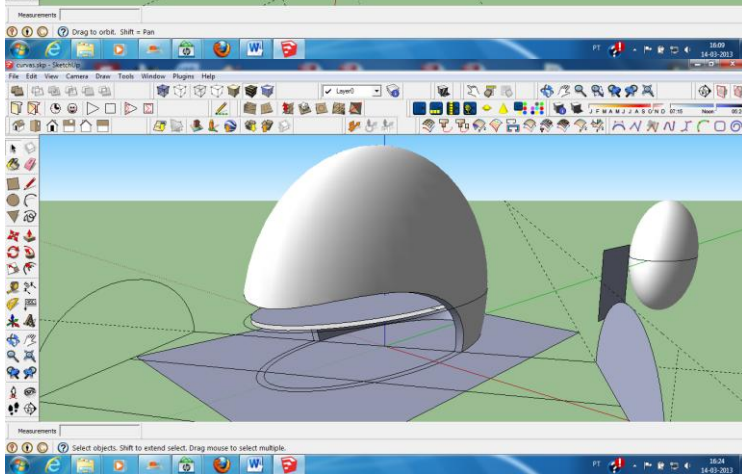 Measurements
Drag to orbit. Shift = Pan
W
PT
16:09
14-03-2013
curvas.skp - SketchUp
File Edit View Camera Draw Tools Window Plugins Help
Layer0
J F M A M J J A S O N D 07:15 Noon
Measurements
Select objects. Shift to extend select. Drag mouse to select multiple.
W
PT
16:24
14-03-2013